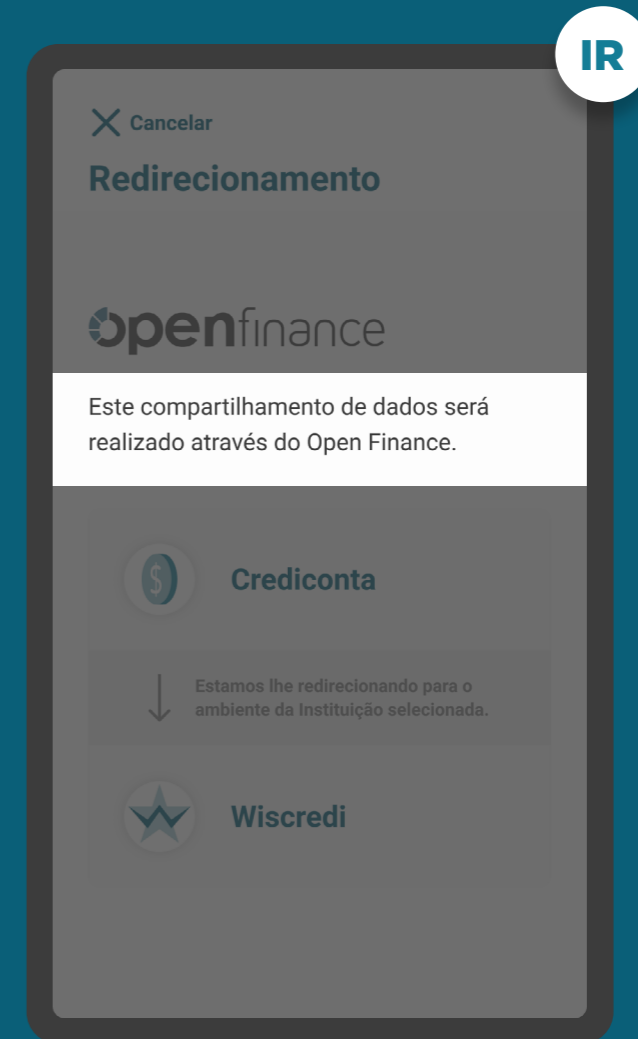 IR
Cancelar
Redirecionamento
openfinance
Este compartilhamento de dados será
realizado através do Open Finance.
$
Crediconta
Estamos lhe redirecionando para o
ambiente da Instituição selecionada.
Wiscredi